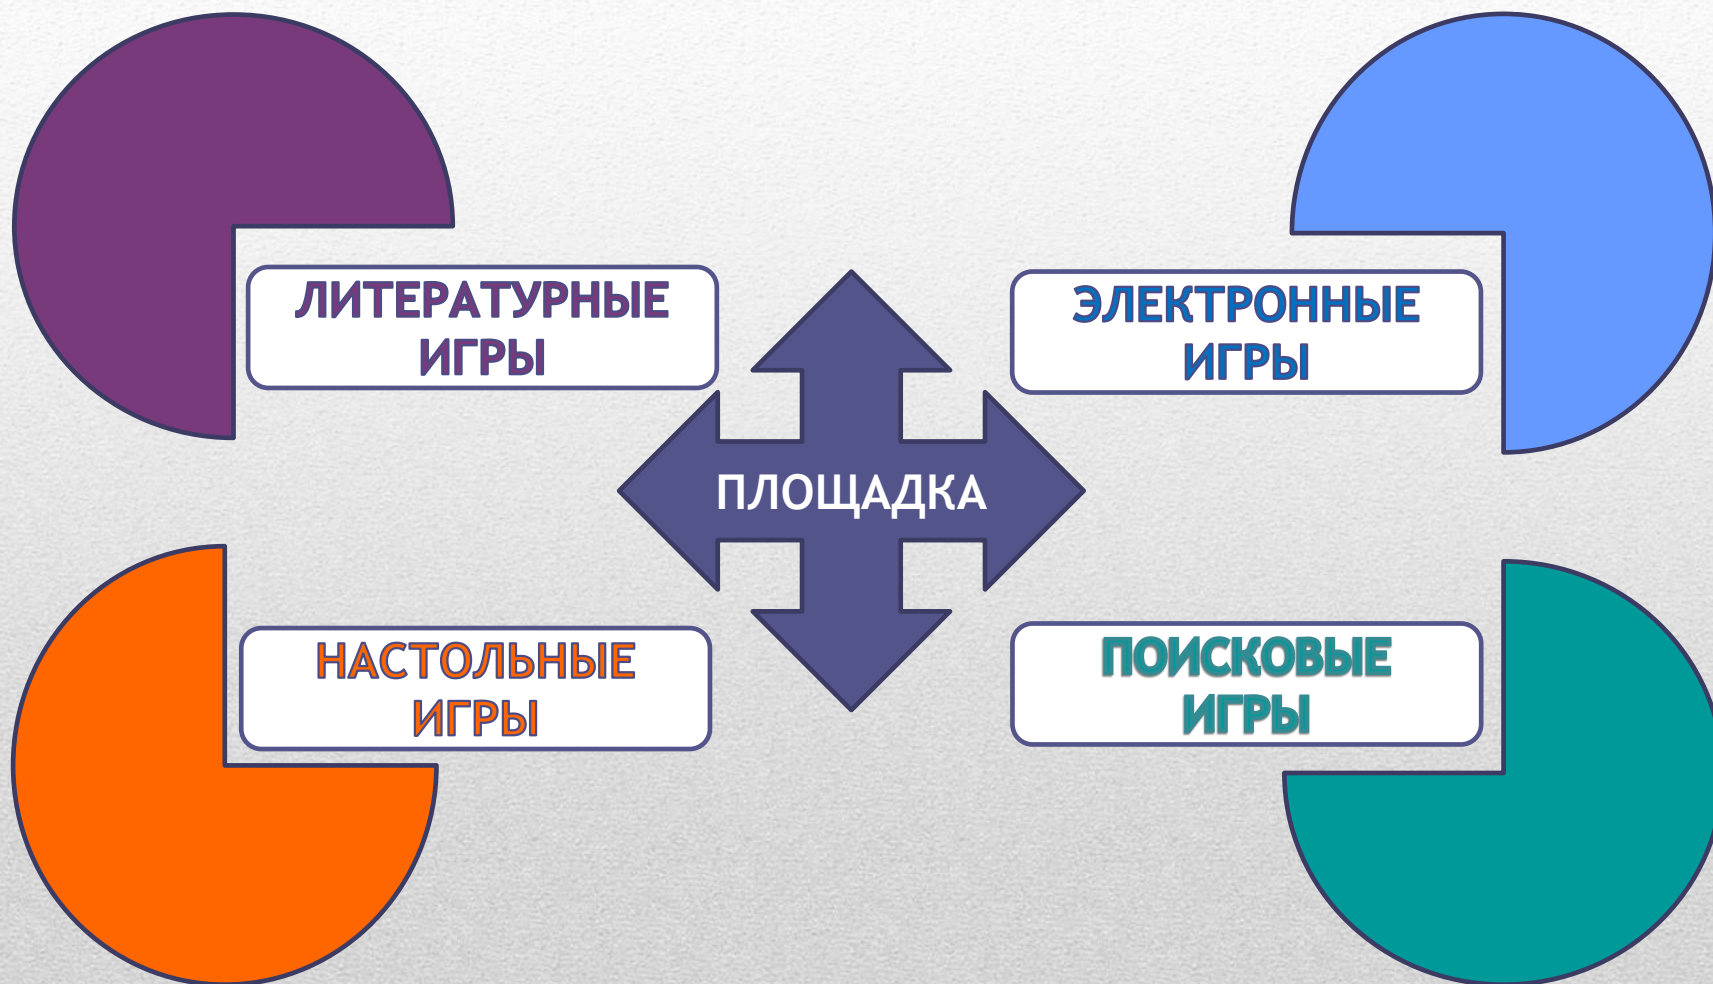 ЛИТЕРАТУРНЫЕ
ИГРЫ
ЭЛЕКТРОННЫЕ
ИГРЫ
ПЛОЩАДКА
НАСТОЛЬНЫЕ
ИГРЫ
ПОИСКОВЫЕ
ИГРЫ